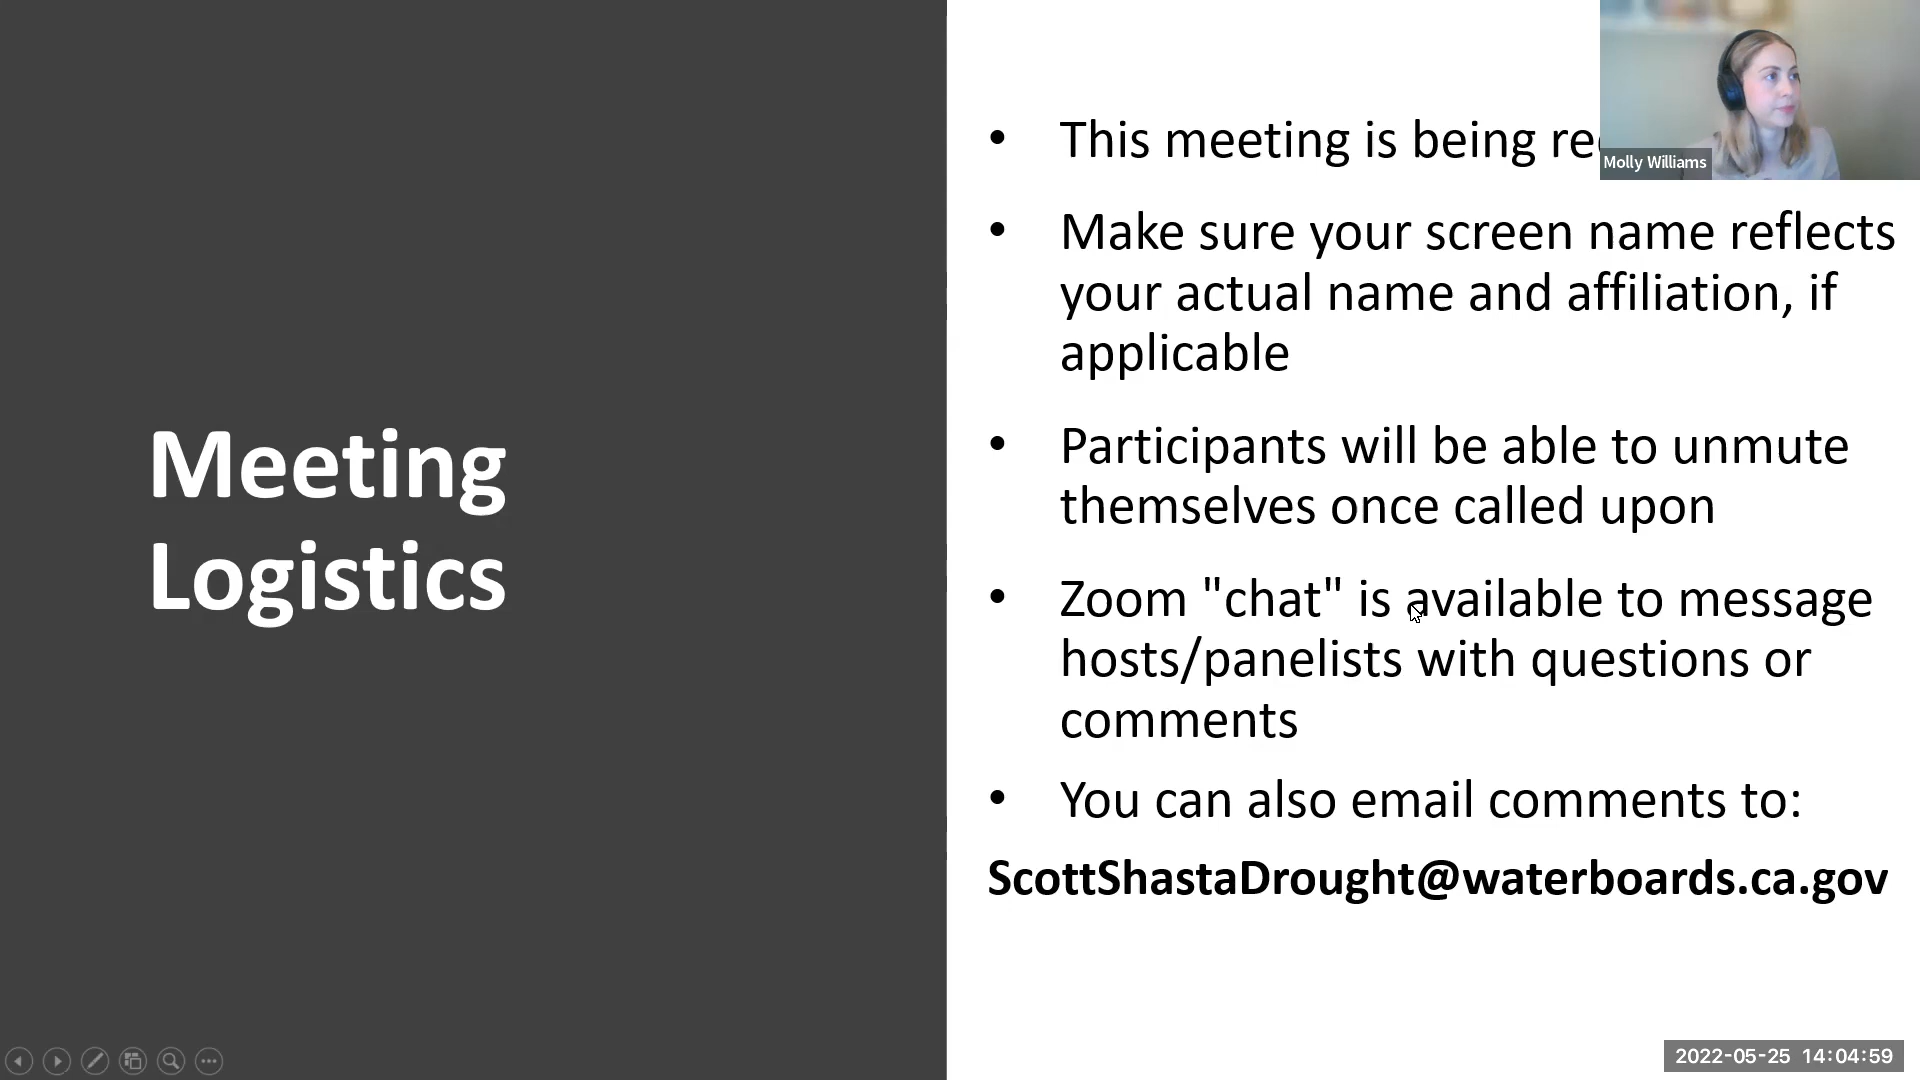 Meeting
Logistics
• This meeting is being
• Make sure your screen name reflects
your actual name and affiliation, if
applicable
• Participants will be able to unmute
themselves once called upon
• Zoom "chat" is available to message
hosts/panelists with questions or
comments
• You can also email comments to:
ScottShastaDrought@waterboards.ca.gov
Molly Williams
2022-05-25 14:04:59